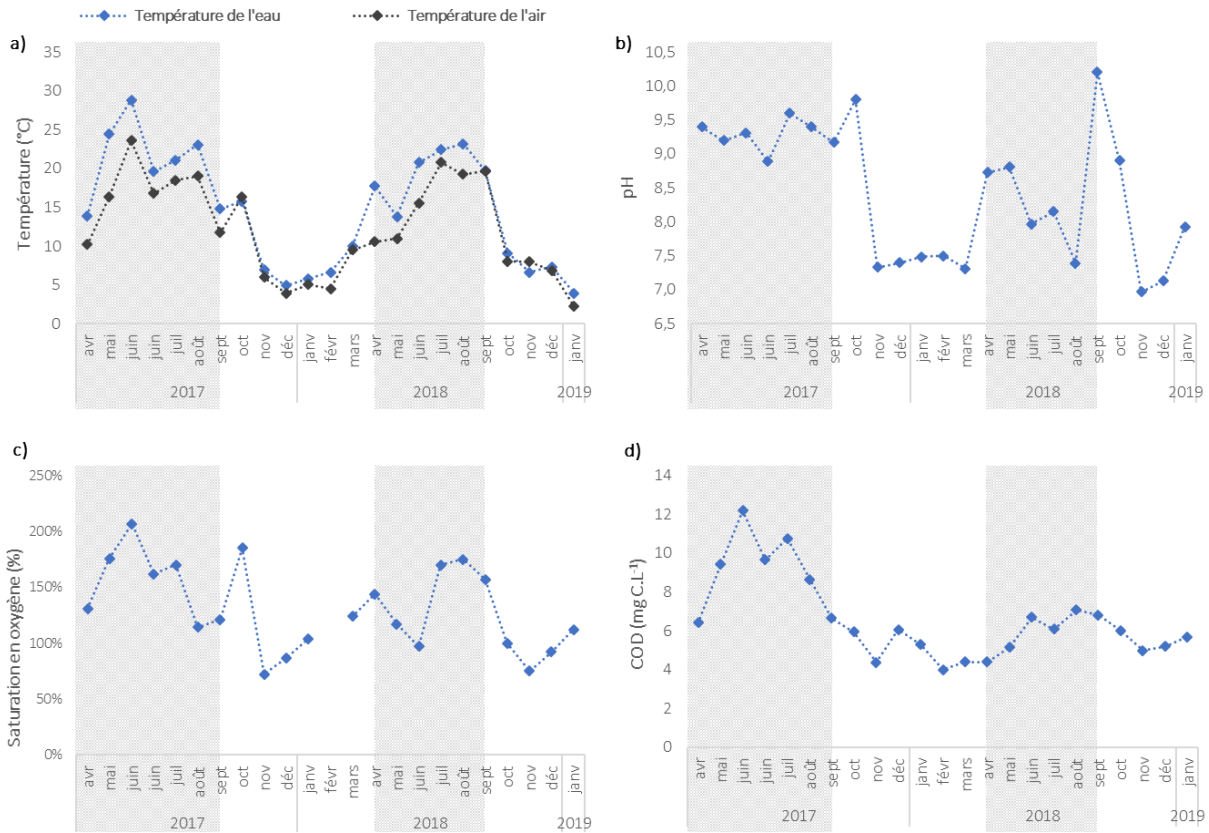 Température de l'eau Température de l'air
a)
Température (°C)
35
30
25
20
15
10
5
0
avr mai juin juin juil août sept oct nov déc janv févr mars avr mai juin juil août sept oct nov déc janv
2017 2018 2019
b)
pH
10,5
10,0
9,5
9,0
8,5
8,0
7,5
7,0
6,5
avr mai juin juin juil août sept oct nov déc janv févr mars avr mai juin juil août sept oct nov déc janv
2017 2018 2019
c)
Saturation en oxygène (%)
250%
200%
150%
100%
50%
0%
avr mai juin juin juil août sept oct nov déc janv févr mars avr mai juin juil août sept oct nov déc janv
2017 2018 2019
d)
COD (mg C.L⁻¹)
14
12
10
8
6
4
2
0
avr mai juin juin juil août sept oct nov déc janv févr mars avr mai juin juil août sept oct nov déc janv
2017 2018 2019